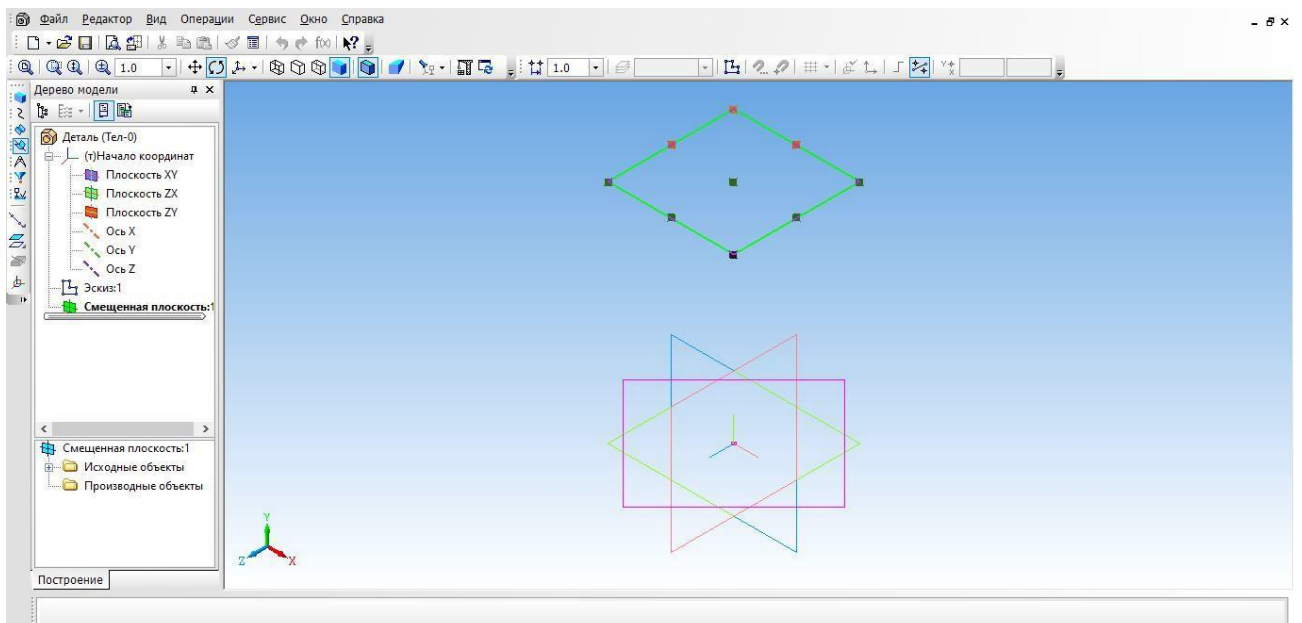 Файл Редактор Вид Операции Сервис Окно Справка
1.0 1.0
Дерево модели
Деталь (Тел-0)
(т)Начало координат
Плоскость XY
Плоскость ZX
Плоскость ZY
Ось X
Ось Y
Ось Z
Эскиз:1
Смещенная плоскость:1
Смещенная плоскость:1
Исходные объекты
Производные объекты
Построение
Y
Z X